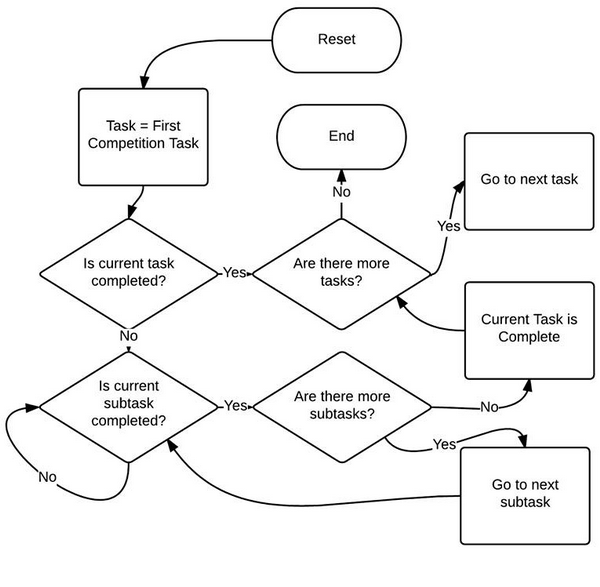 Reset
Task = First
Competition Task
End
Go to next task
No
Yes
Is current task
completed?
Yes
Are there more
tasks?
Current Task is
Complete
No
Is current
subtask
completed?
Yes
Are there more
subtasks?
No
Yes
No
Go to next
subtask